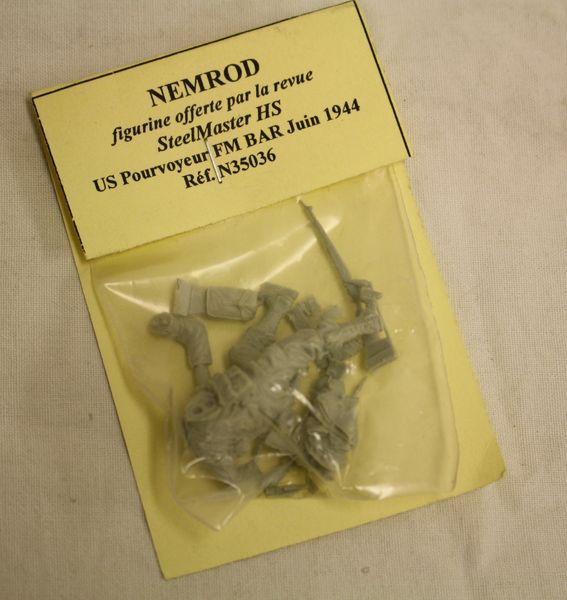 NEMROD
figurine offerte par la revue
SteelMaster HS
US Pourvoyeur FM BAR Juin 1944
Réf. N35036